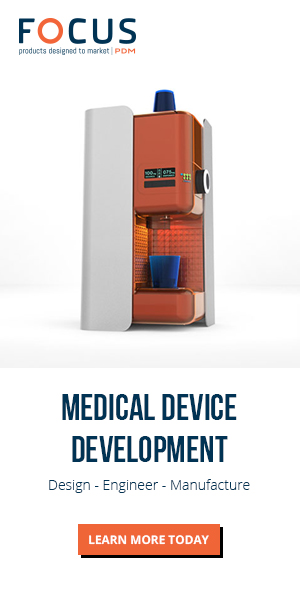 FOCUS
products designed to market | PDM
MEDICAL DEVICE
DEVELOPMENT
Design - Engineer - Manufacture
LEARN MORE TODAY